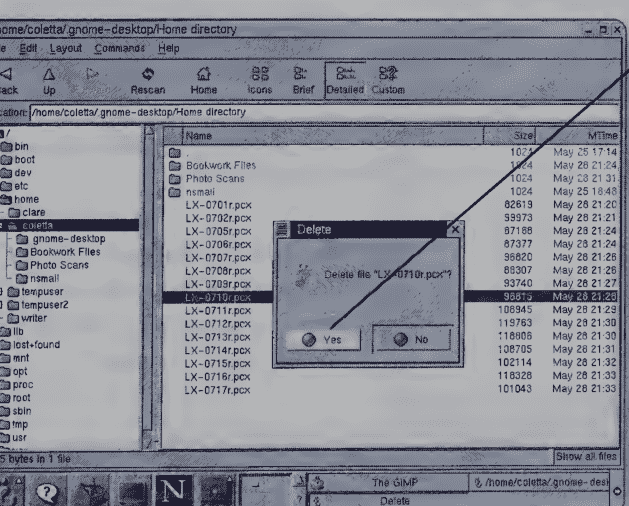 home/coletta/.gnome-desktop/Home directory
Edit Layout Commands Help
Back Up Rescan Home Icons Brief Detailed Custom
/home/coletta/.gnome-desktop/Home directory
/
bin
boot
dev
etc
home
clare
coletta
gnome-desktop
Bookwork Files
Photo Scans
nsmail
tempuser
tempuser2
writer
lib
lost+found
mnt
opt
proc
root
sbin
tmp
usr
Name Size MTime
.. 1024 May 25 17:14
Bookwork Files 1024 May 28 21:24
Photo Scans 1024 May 28 21:31
nsmail 1024 May 25 18:48
LX-0701r.pcx 82619 May 28 21:20
LX-0702r.pcx 99973 May 28 21:21
LX-0705r.pcx 87188 May 28 21:24
LX-0706r.pcx 87377 May 28 21:24
LX-0707r.pcx 98820 May 28 21:26
LX-0708r.pcx 88307 May 28 21:26
LX-0709r.pcx 93740 May 28 21:27
LX-0710r.pcx 98815 May 28 21:28
LX-0711r.pcx 108945 May 28 21:29
LX-0712r.pcx 119763 May 28 21:30
LX-0713r.pcx 118806 May 28 21:30
LX-0714r.pcx 108705 May 28 21:31
LX-0715r.pcx 102114 May 28 21:32
LX-0716r.pcx 118328 May 28 21:33
LX-0717r.pcx 101043 May 28 21:33
Delete
Delete file "LX-0710r.pcx"?
Yes No
5 bytes in 1 file Show all files
N
The GIMP /home/coletta/.gnome-desk
Delete